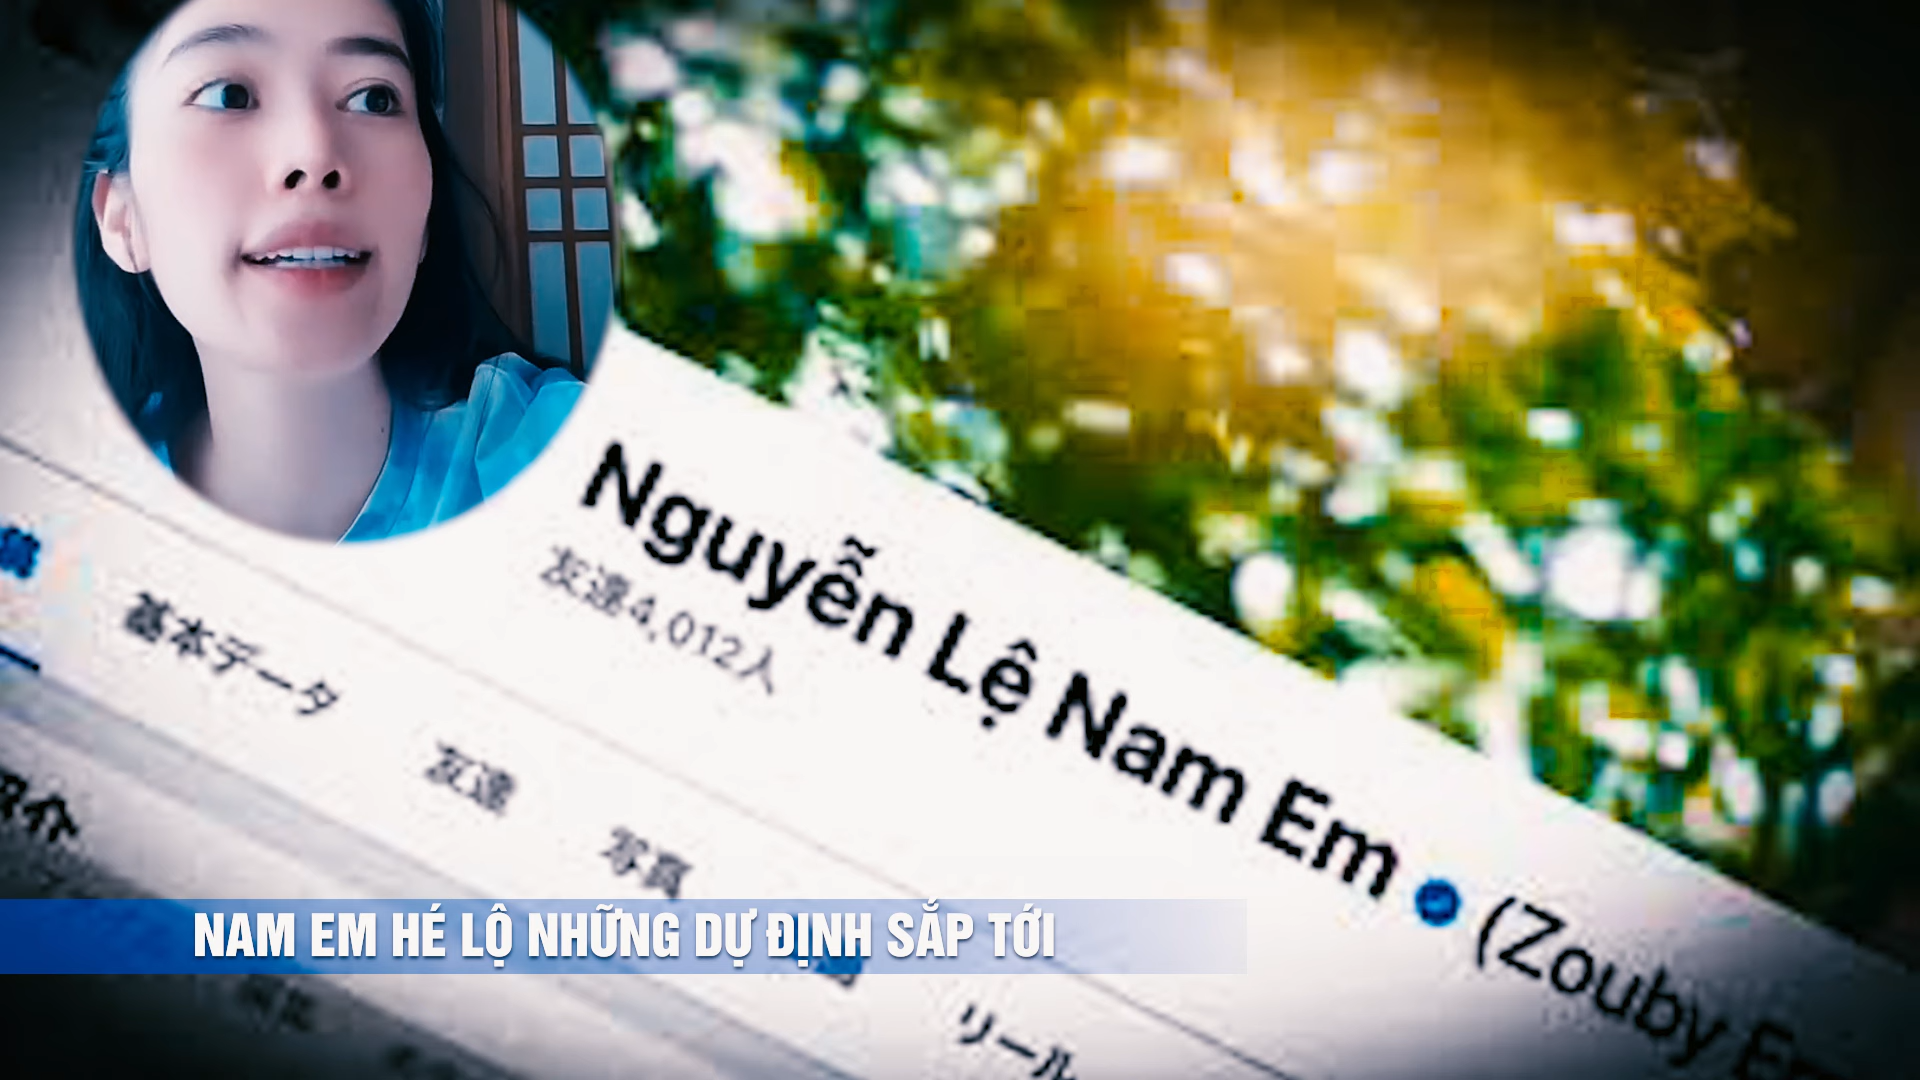 Nguyễn Lệ Nam Em (Zouby
友達4,012人
基本データ
友達
写真
リール
NAM EM HÉ LỘ NHỮNG DỰ ĐỊNH SẮP TỚI